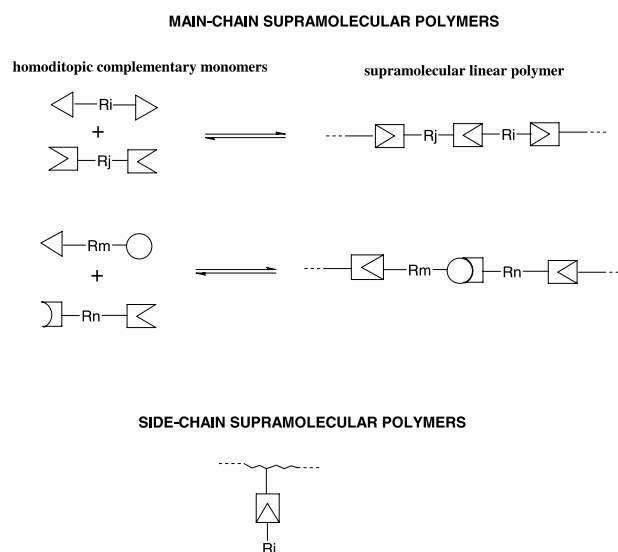 MAIN-CHAIN SUPRAMOLECULAR POLYMERS
homoditopic complementary monomers
supramolecular linear polymer
Ri
+
Rj
Rj Ri
Rm
+
Rn
Rm Rn
SIDE-CHAIN SUPRAMOLECULAR POLYMERS
Ri